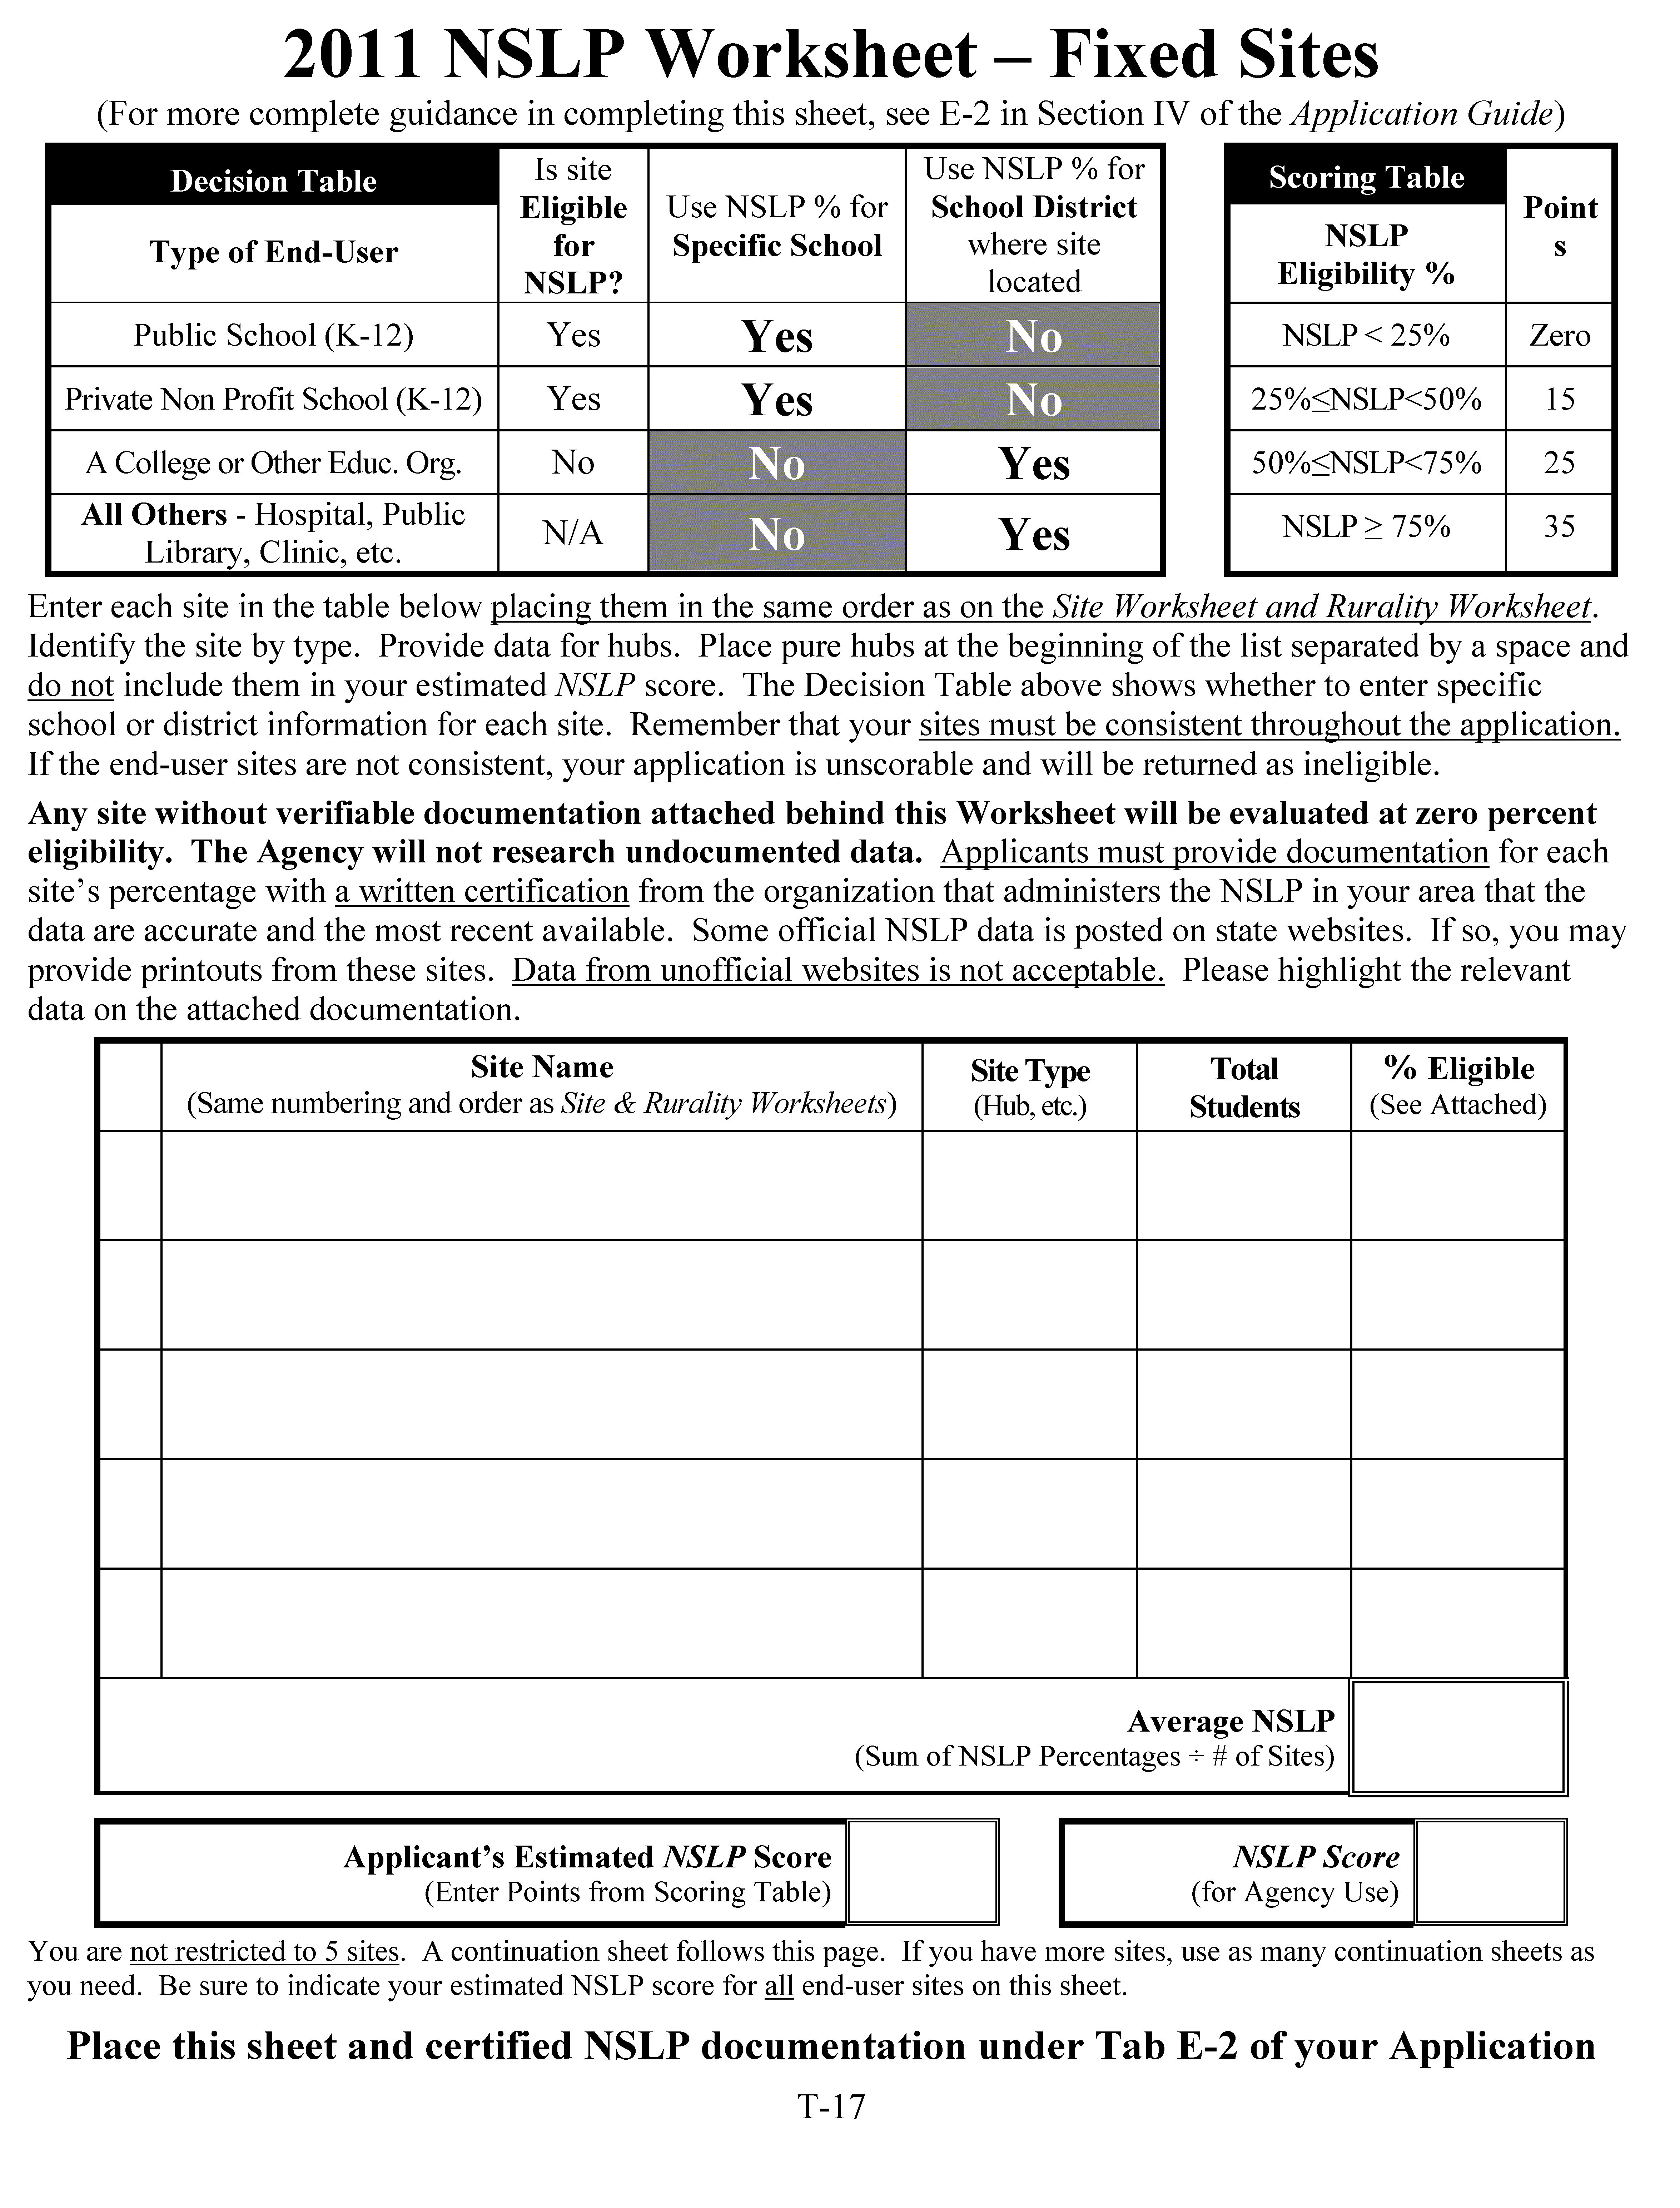 2011 NSLP Worksheet – Fixed Sites
(For more complete guidance in completing this sheet, see E-2 in Section IV of the Application Guide)
Decision Table
Type of End-User
Is site
Eligible
for
NSLP?
Use NSLP % for
Specific School
Use NSLP % for
School District
where site
located
Public School (K-12)
Yes
Yes
No
Private Non Profit School (K-12)
Yes
Yes
No
A College or Other Educ. Org.
No
No
Yes
All Others - Hospital, Public
Library, Clinic, etc.
N/A
No
Yes
Scoring Table
NSLP
Eligibility %
Point
s
NSLP < 25%
Zero
25%≤NSLP<50%
15
50%≤NSLP<75%
25
NSLP ≥ 75%
35
Enter each site in the table below placing them in the same order as on the Site Worksheet and Rurality Worksheet.
Identify the site by type.  Provide data for hubs.  Place pure hubs at the beginning of the list separated by a space and
do not include them in your estimated NSLP score.  The Decision Table above shows whether to enter specific
school or district information for each site.  Remember that your sites must be consistent throughout the application.
If the end-user sites are not consistent, your application is unscorable and will be returned as ineligible.
Any site without verifiable documentation attached behind this Worksheet will be evaluated at zero percent
eligibility.  The Agency will not research undocumented data.  Applicants must provide documentation for each
site’s percentage with a written certification from the organization that administers the NSLP in your area that the
data are accurate and the most recent available.  Some official NSLP data is posted on state websites.  If so, you may
provide printouts from these sites.  Data from unofficial websites is not acceptable.  Please highlight the relevant
data on the attached documentation.
Site Name
(Same numbering and order as Site & Rurality Worksheets)
Site Type
(Hub, etc.)
Total
Students
% Eligible
(See Attached)
Average NSLP
(Sum of NSLP Percentages ÷ # of Sites)
Applicant’s Estimated NSLP Score
(Enter Points from Scoring Table)
NSLP Score
(for Agency Use)
You are not restricted to 5 sites.  A continuation sheet follows this page.  If you have more sites, use as many continuation sheets as
you need.  Be sure to indicate your estimated NSLP score for all end-user sites on this sheet.
Place this sheet and certified NSLP documentation under Tab E-2 of your Application
T-17